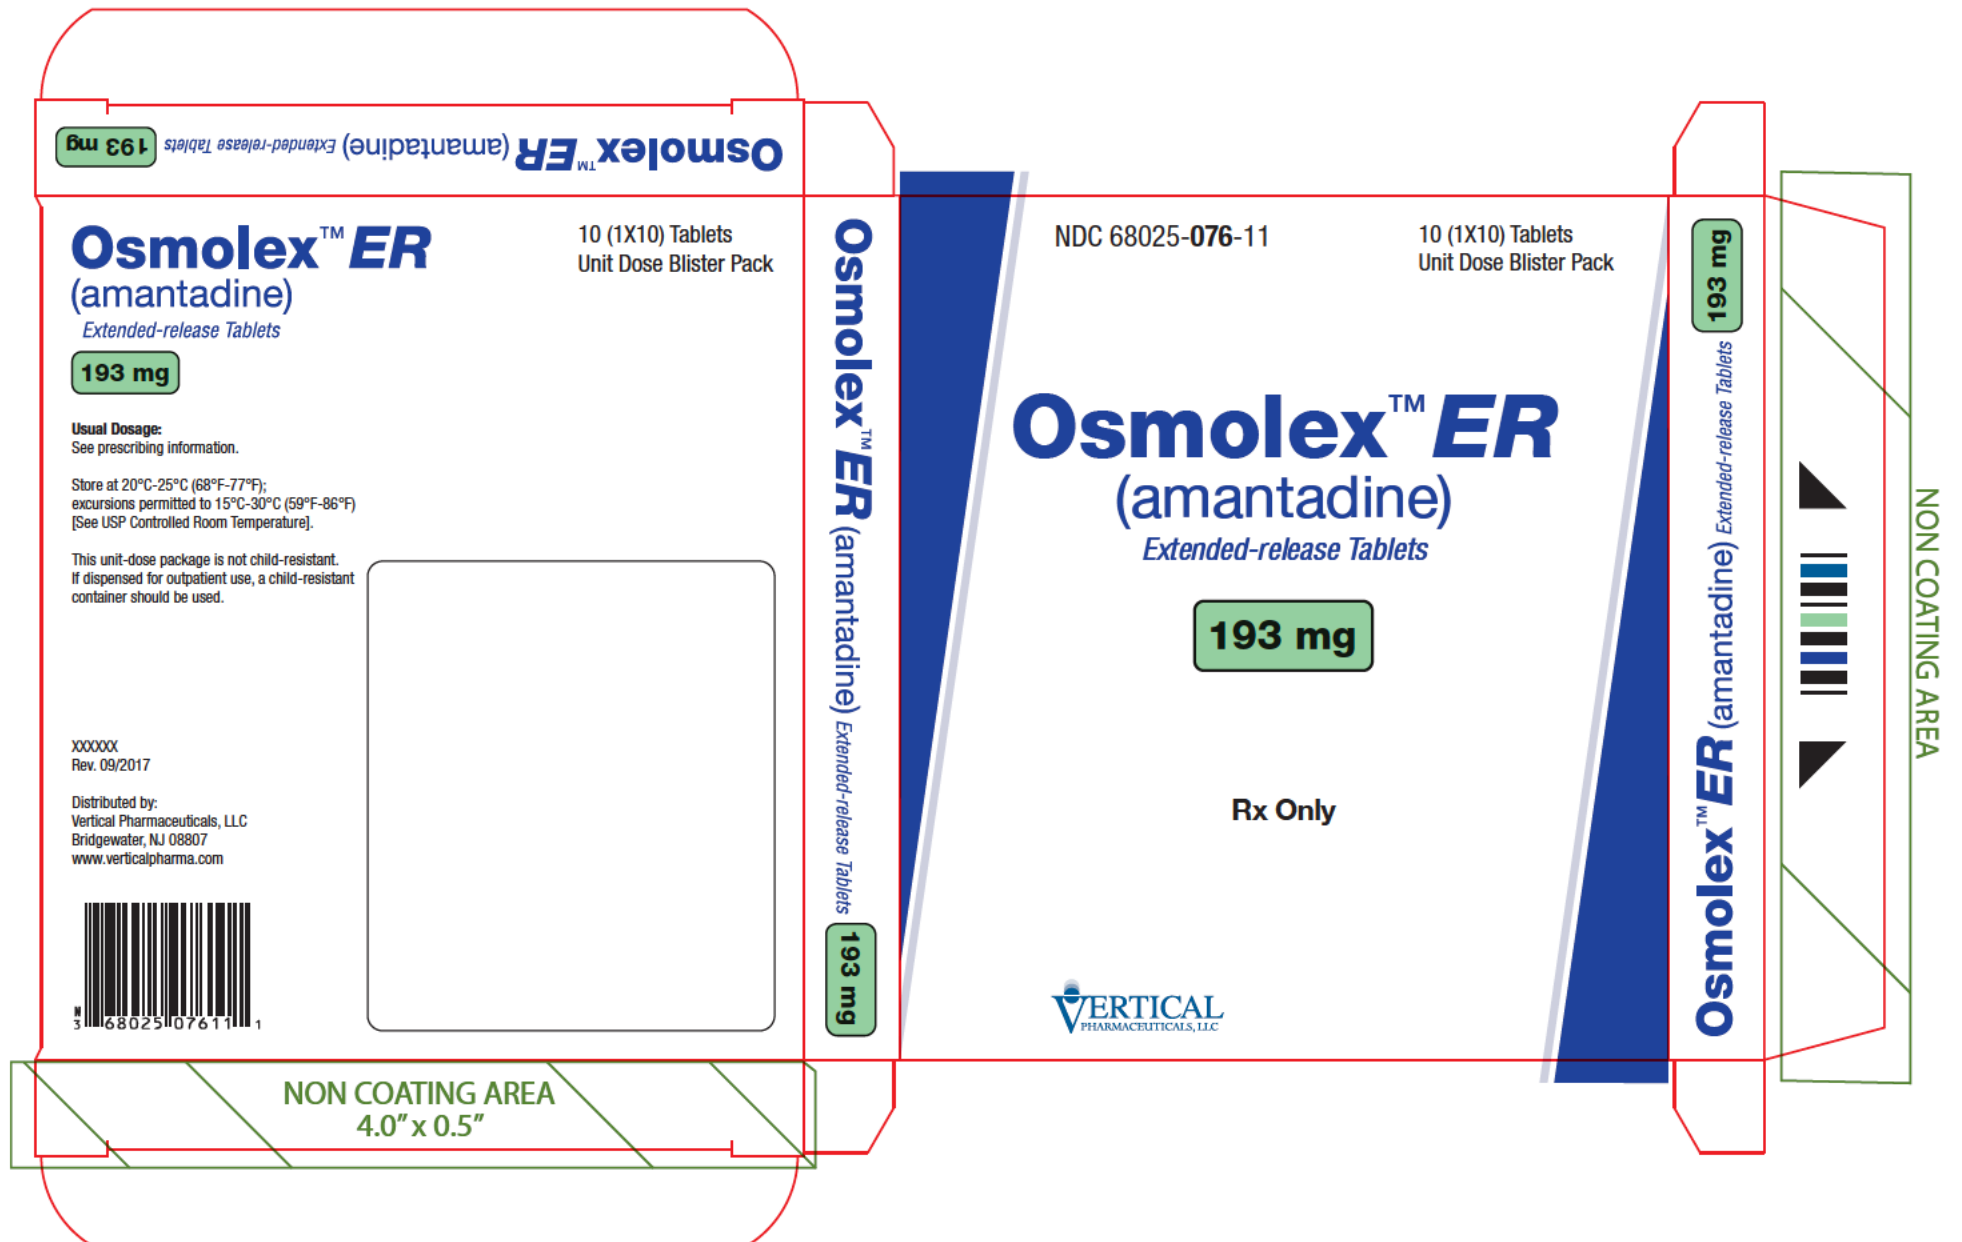 Osmolex™ ER (amantadine) Extended-release Tablets 193 mg
Osmolex™ ER
(amantadine)
Extended-release Tablets
193 mg
10 (1X10) Tablets
Unit Dose Blister Pack
Usual Dosage:
See prescribing information.
Store at 20°C-25°C (68°F-77°F);
excursions permitted to 15°C-30°C (59°F-86°F)
[See USP Controlled Room Temperature].
This unit-dose package is not child-resistant.
If dispensed for outpatient use, a child-resistant
container should be used.
XXXXXX
Rev. 09/2017
Distributed by:
Vertical Pharmaceuticals, LLC
Bridgewater, NJ 08807
www.verticalpharma.com
N
3 68025 07611 1
NON COATING AREA
4.0” x 0.5”
Osmolex™ ER (amantadine) Extended-release Tablets 193 mg
NDC 68025-076-11
10 (1X10) Tablets
Unit Dose Blister Pack
Osmolex™ ER
(amantadine)
Extended-release Tablets
193 mg
Rx Only
VERTICAL
PHARMACEUTICALS, LLC
Osmolex™ ER (amantadine) Extended-release Tablets 193 mg
NON COATING AREA